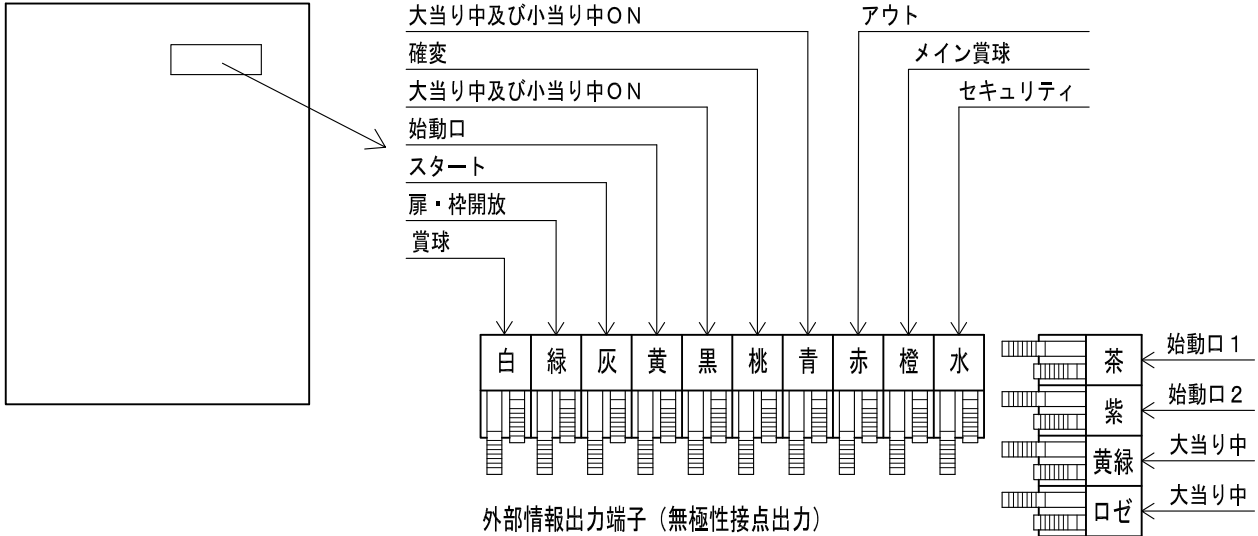 大当り中及び小当り中ON
確変
大当り中及び小当り中ON
始動口
スタート
扉・枠開放
賞球
アウト
メイン賞球
セキュリティ
白 緑 灰 黄 黒 桃 青 赤 橙 水
茶 始動口1
紫 始動口2
黄緑 大当り中
ロゼ 大当り中
外部情報出力端子(無極性接点出力)